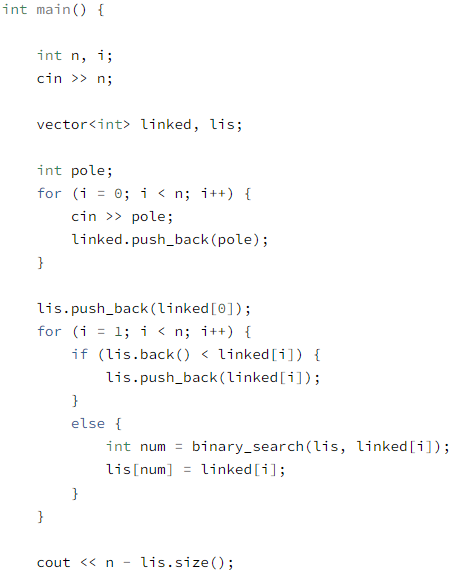 int main() {
int n, i;
cin >> n;
vector<int> linked, lis;
int pole;
for (i = 0; i < n; i++) {
cin >> pole;
linked.push_back(pole);
}
lis.push_back(linked[0]);
for (i = 1; i < n; i++) {
if (lis.back() < linked[i]) {
lis.push_back(linked[i]);
}
else {
int num = binary_search(lis, linked[i]);
lis[num] = linked[i];
}
}
cout << n - lis.size();